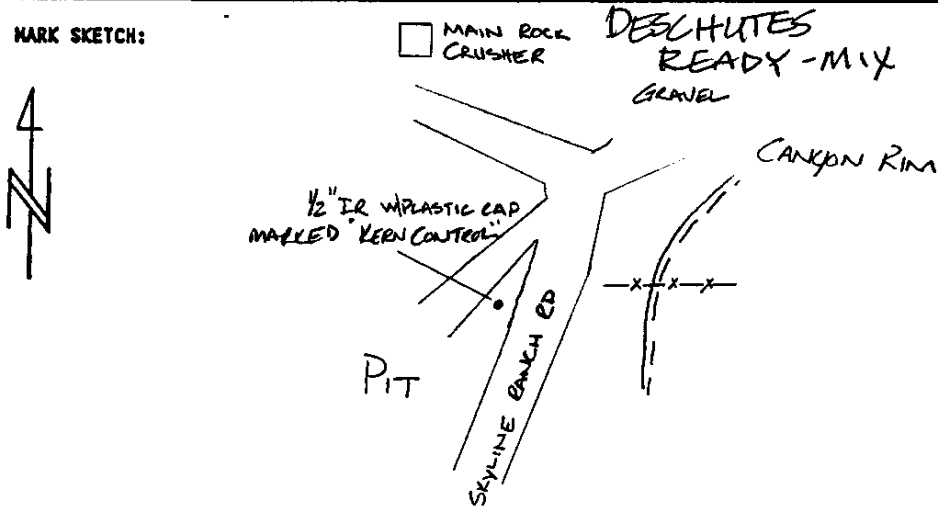 MARK SKETCH:
MAIN ROCK
CRUSHER
DESCHUTES
READY-MIX
GRAVEL
CANYON RIM
N
1/2" IR W/PLASTIC CAP
MARKED "KERN CONTROL"
PIT
SKYLINE RANCH RD